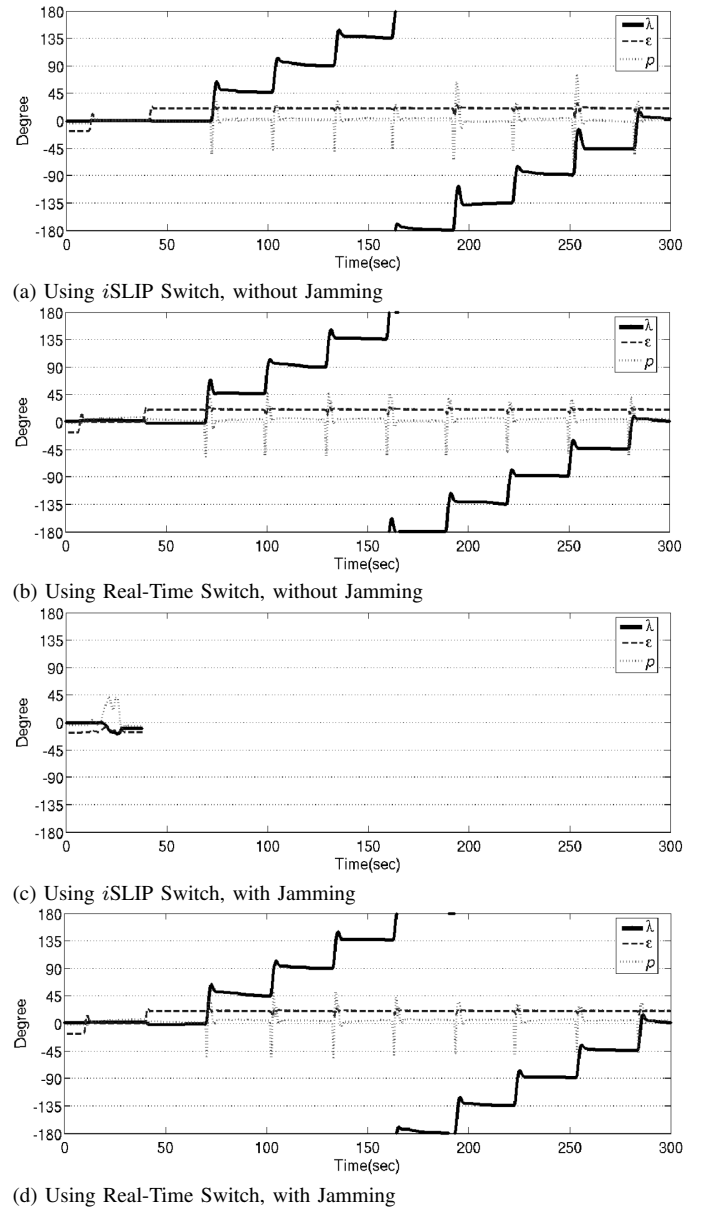 180
135
90
45
0
-45
-90
-135
-180
Degree
λ
ε
p
0 50 100 150 200 250 300
Time(sec)
(a) Using iSLIP Switch, without Jamming
180
135
90
45
0
-45
-90
-135
-180
Degree
λ
ε
p
0 50 100 150 200 250 300
Time(sec)
(b) Using Real-Time Switch, without Jamming
180
135
90
45
0
-45
-90
-135
-180
Degree
λ
ε
p
0 50 100 150 200 250 300
Time(sec)
(c) Using iSLIP Switch, with Jamming
180
135
90
45
0
-45
-90
-135
-180
Degree
λ
ε
p
0 50 100 150 200 250 300
Time(sec)
(d) Using Real-Time Switch, with Jamming